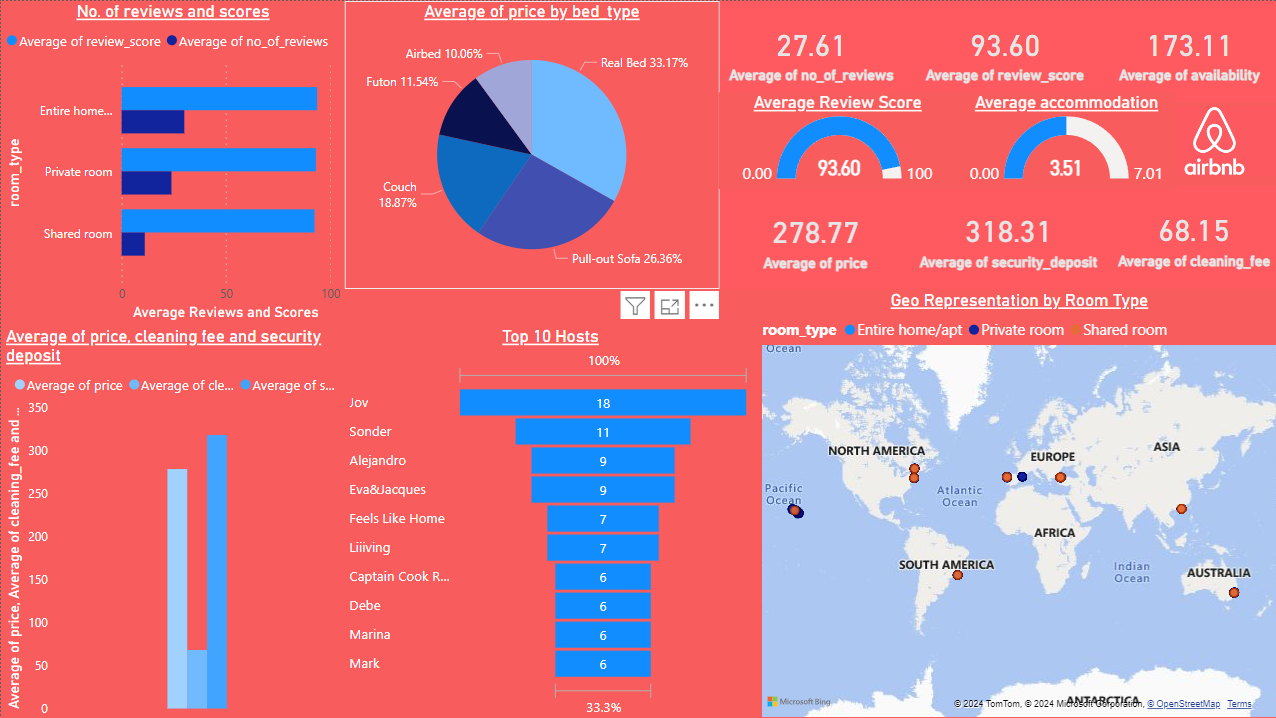 No. of reviews and scores
Average of review_score Average of no_of_reviews
room_type
Entire home...
Private room
Shared room
0 50 100
Average Reviews and Scores
Average of price by bed_type
Airbed 10.06%
Real Bed 33.17%
Futon 11.54%
Couch
18.87%
Pull-out Sofa 26.36%
27.61
Average of no_of_reviews
93.60
Average of review_score
173.11
Average of availability
Average Review Score
0.00 93.60 100
Average accommodation
0.00 3.51 7.01
airbnb
278.77
Average of price
318.31
Average of security_deposit
68.15
Average of cleaning_fee
Average of price, cleaning fee and security
deposit
Average of price Average of cle... Average of s...
Average of price, Average of cleaning_fee and ...
350
300
250
200
150
100
50
0
Top 10 Hosts
100%
Jov 18
Sonder 11
Alejandro 9
Eva&Jacques 9
Feels Like Home 7
Liiiving 7
Captain Cook R... 6
Debe 6
Marina 6
Mark 6
33.3%
Geo Representation by Room Type
room_type Entire home/apt Private room Shared room
Ocean
NORTH AMERICA
EUROPE
ASIA
Pacific
Ocean
Atlantic
Ocean
AFRICA
SOUTH AMERICA
Indian
Ocean
AUSTRALIA
ANTARCTICA
Microsoft Bing
© 2024 TomTom, © 2024 Microsoft Corporation, © OpenStreetMap Terms